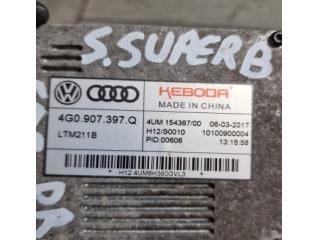 S. SUPERB
KEBODA
MADE IN CHINA
4G0.907.397.Q
LTM211B
4UM 154367/00 06-03-2017
H12/S0010 10100900004
PID:00606 13:15:58
H12 4UM6H360GVL3